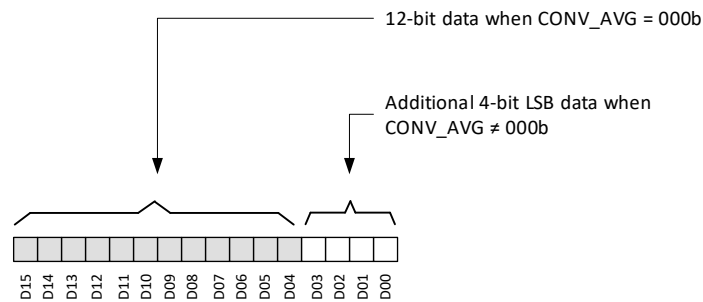 12-bit data when CONV_AVG = 000b
Additional 4-bit LSB data when
CONV_AVG ≠ 000b
D15
D14
D13
D12
D11
D10
D09
D08
D07
D06
D05
D04
D03
D02
D01
D00